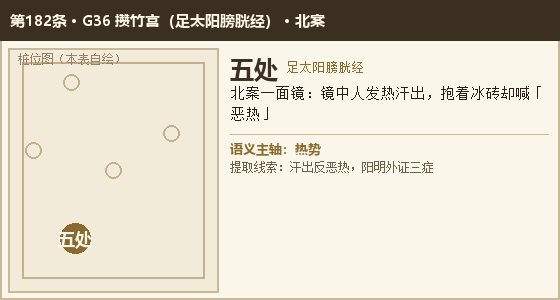 第182条・G36 攒竹宫（足太阳膀胱经）・北案
桩位图（本表自绘）
五处
五处 足太阳膀胱经
北案一面镜：镜中人发热汗出，抱着冰砖却喊「
恶热」
语义主轴：热势
提取线索：汗出反恶热，阳明外证三症